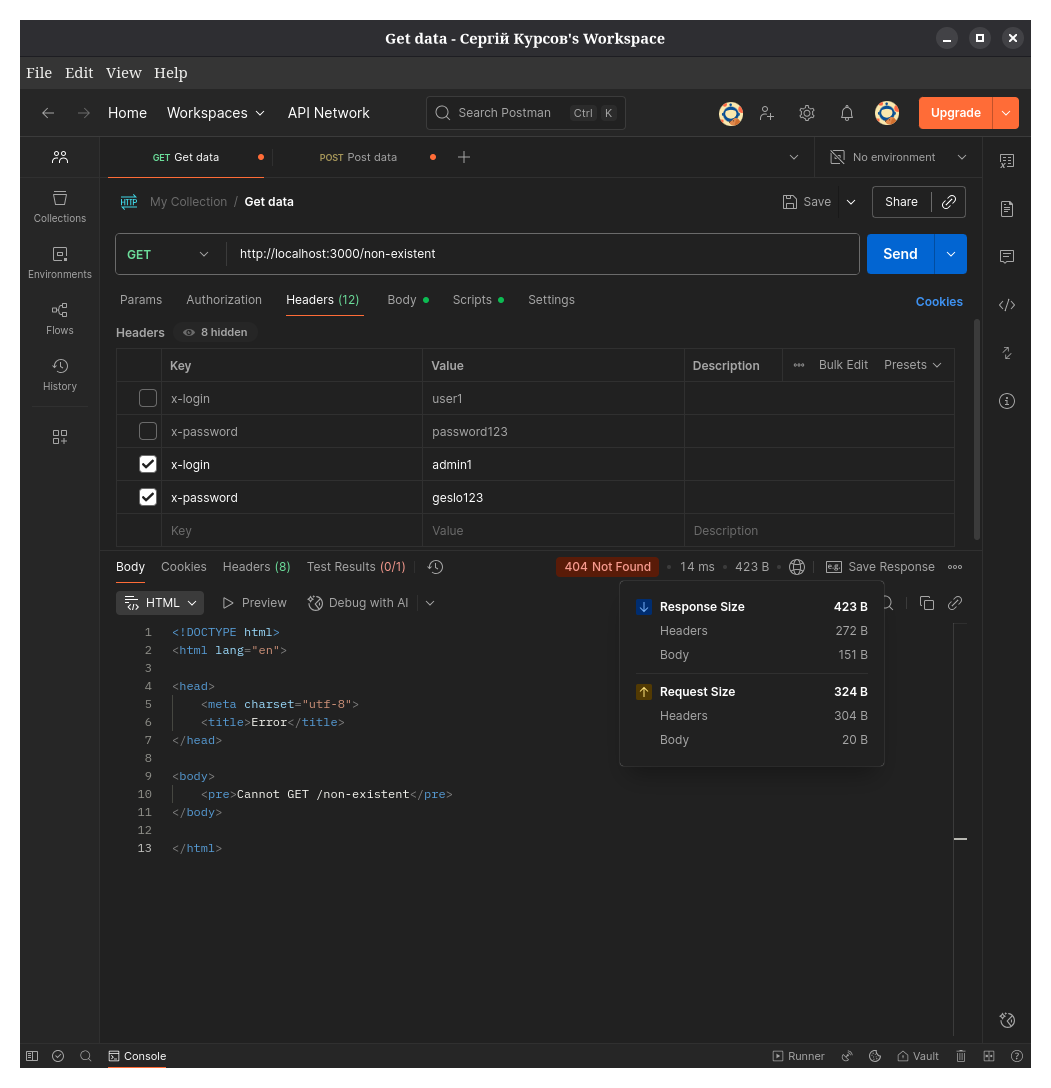 Get data - Сергій Курсов's Workspace
File Edit View Help
Home Workspaces API Network Search Postman Ctrl K Upgrade
GET Get data POST Post data No environment
HTTP My Collection / Get data Save Share
Collections
Environments
Flows
History
GET http://localhost:3000/non-existent Send
Params Authorization Headers (12) Body Scripts Settings Cookies
Headers 8 hidden
Key Value Description Bulk Edit Presets
x-login user1
x-password password123
x-login admin1
x-password geslo123
Key Value Description
Body Cookies Headers (8) Test Results (0/1) 404 Not Found 14 ms 423 B e.g. Save Response
HTML Preview Debug with AI
Response Size 423 B
Headers 272 B
Body 151 B
Request Size 324 B
Headers 304 B
Body 20 B
1 <!DOCTYPE html>
2 <html lang="en">
3
4 <head>
5 <meta charset="utf-8">
6 <title>Error</title>
7 </head>
8
9 <body>
10 <pre>Cannot GET /non-existent</pre>
11 </body>
12
13 </html>
Console Runner Vault